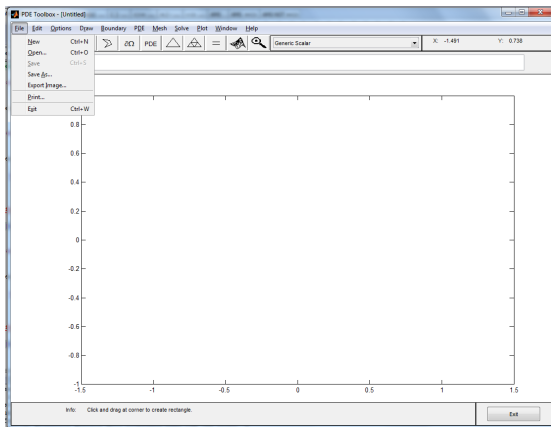 PDE Toolbox - [Untitled]
File Edit Options Draw Boundary PDE Mesh Solve Plot Window Help
New Ctrl+N
Open... Ctrl+O
Save Ctrl+S
Save As...
Export Image...
Print...
Exit Ctrl+W
∂Ω PDE = Generic Scalar X: -1.491 Y: 0.738
0.8
0.6
0.4
0.2
0
-0.2
-0.4
-0.6
-0.8
-1
-1.5 -1 -0.5 0 0.5 1 1.5
Info: Click and drag at corner to create rectangle.
Exit